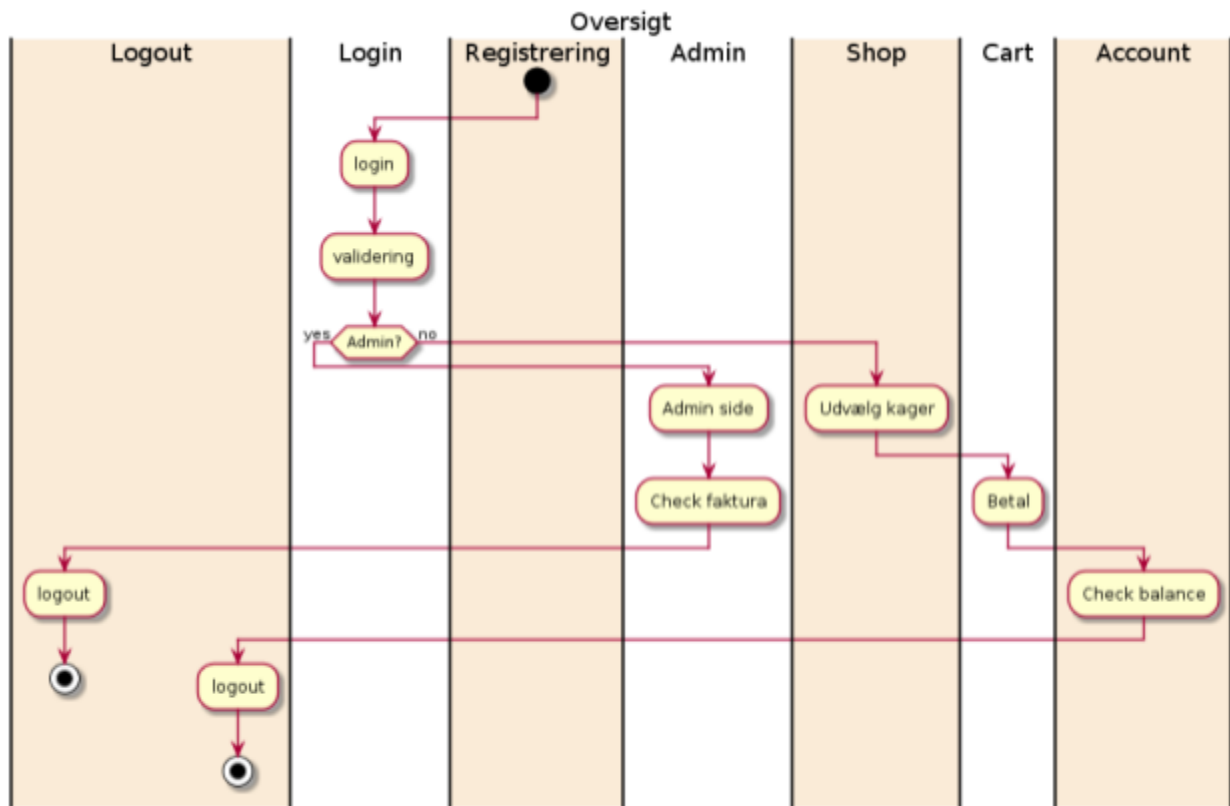 Oversigt
Logout
Login
Registrering
Admin
Shop
Cart
Account
login
validering
yes
Admin?
no
Admin side
Udvælg kager
Check faktura
Betal
logout
Check balance
logout